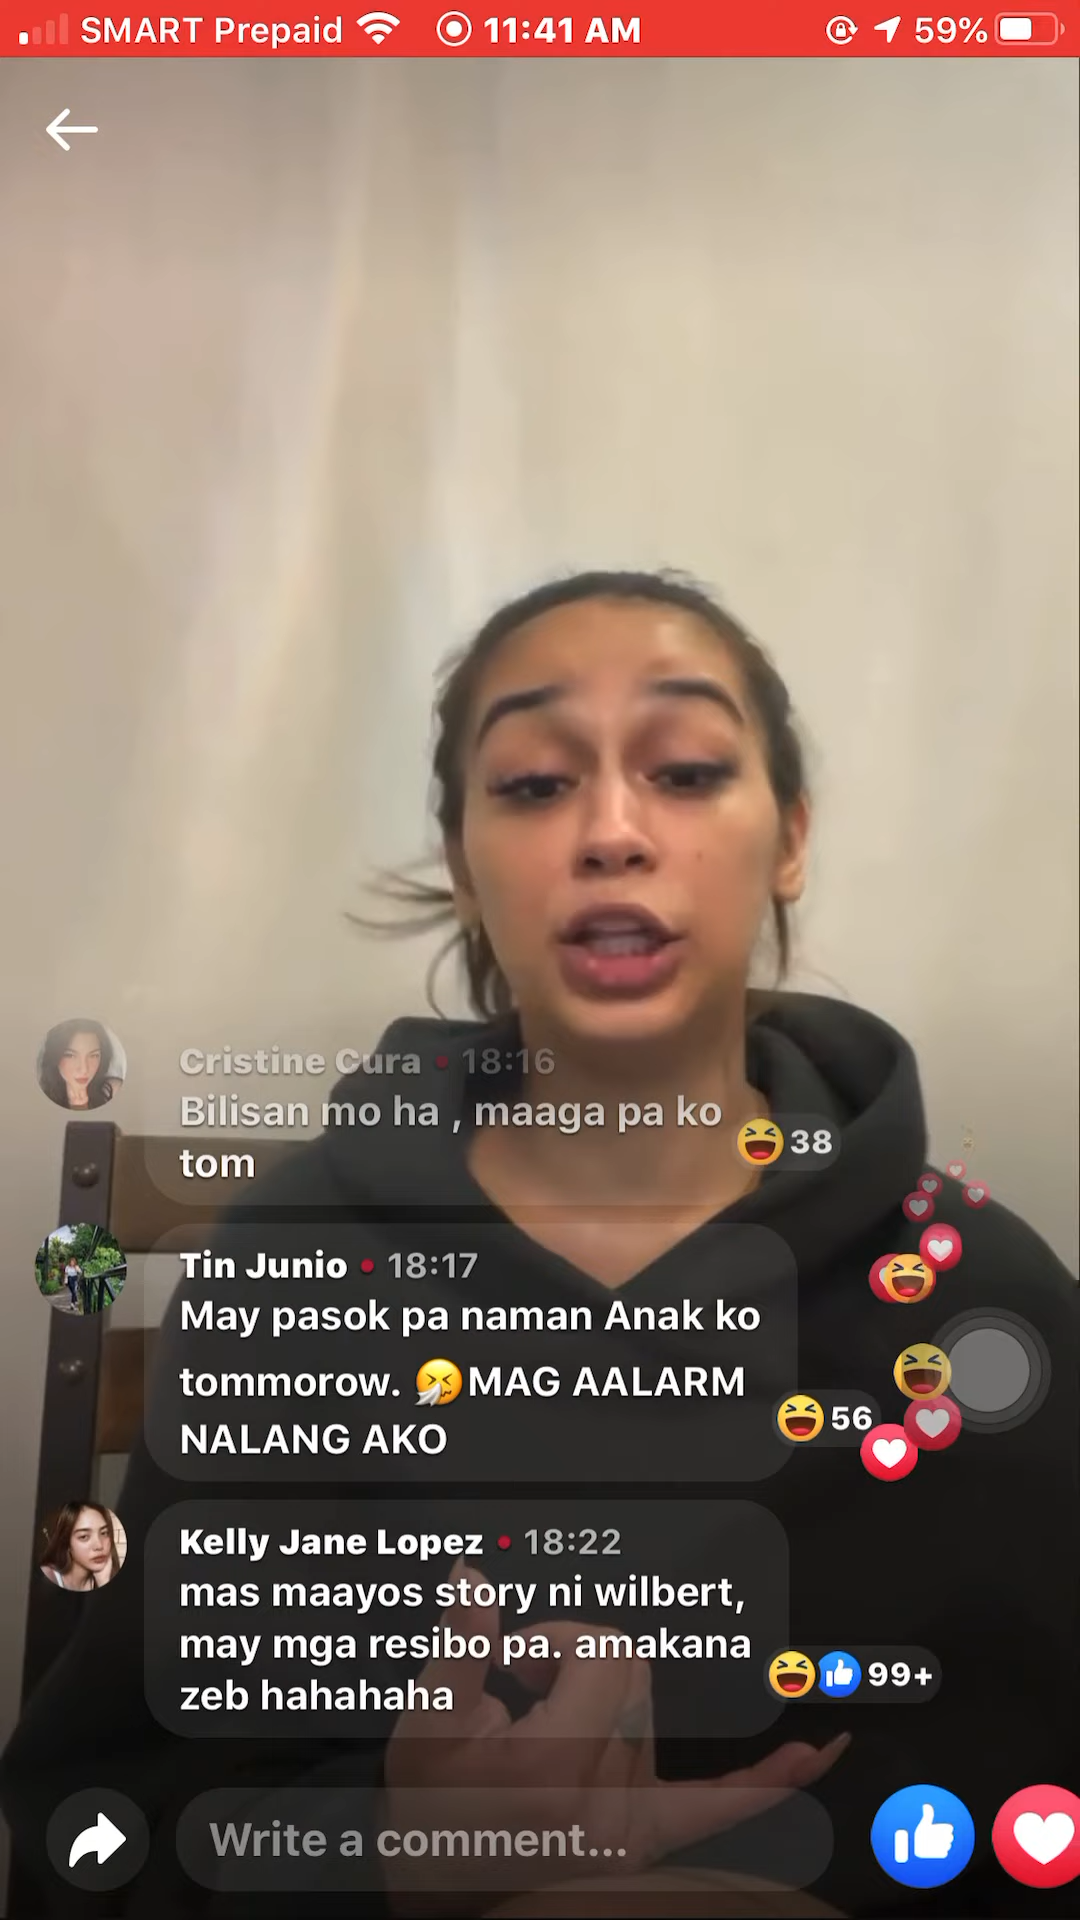 SMART Prepaid 11:41 AM 59%
Cristine Cura • 18:16
Bilisan mo ha , maaga pa ko
tom
38
Tin Junio • 18:17
May pasok pa naman Anak ko
tommorow. 🤧MAG AALARM
NALANG AKO
56
Kelly Jane Lopez • 18:22
mas maayos story ni wilbert,
may mga resibo pa. amakana
zeb hahahaha
99+
Write a comment...